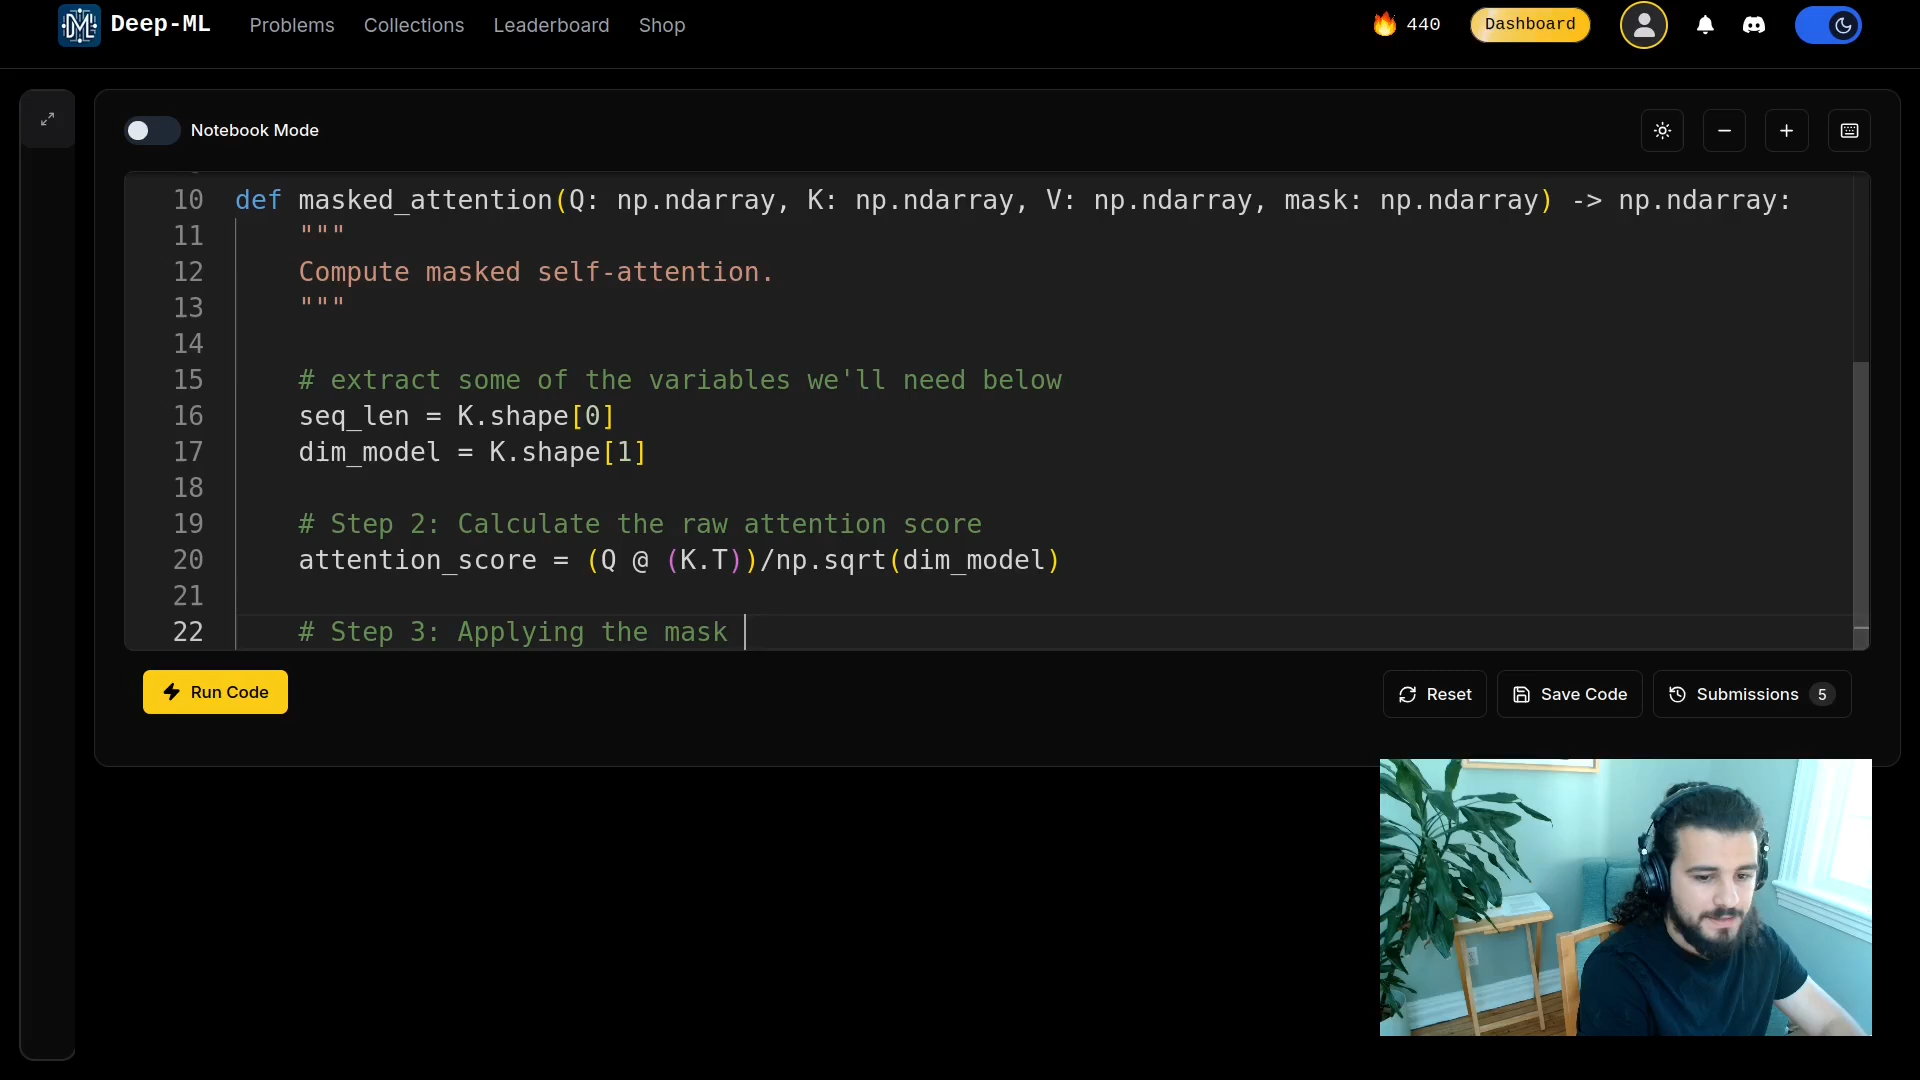 Deep-ML
Problems
Collections
Leaderboard
Shop
440
Dashboard
Notebook Mode
10 def masked_attention(Q: np.ndarray, K: np.ndarray, V: np.ndarray, mask: np.ndarray) -> np.ndarray:
11 """
12 Compute masked self-attention.
13 """
14
15 # extract some of the variables we'll need below
16 seq_len = K.shape[0]
17 dim_model = K.shape[1]
18
19 # Step 2: Calculate the raw attention score
20 attention_score = (Q @ (K.T))/np.sqrt(dim_model)
21
22 # Step 3: Applying the mask
Run Code
Reset
Save Code
Submissions 5